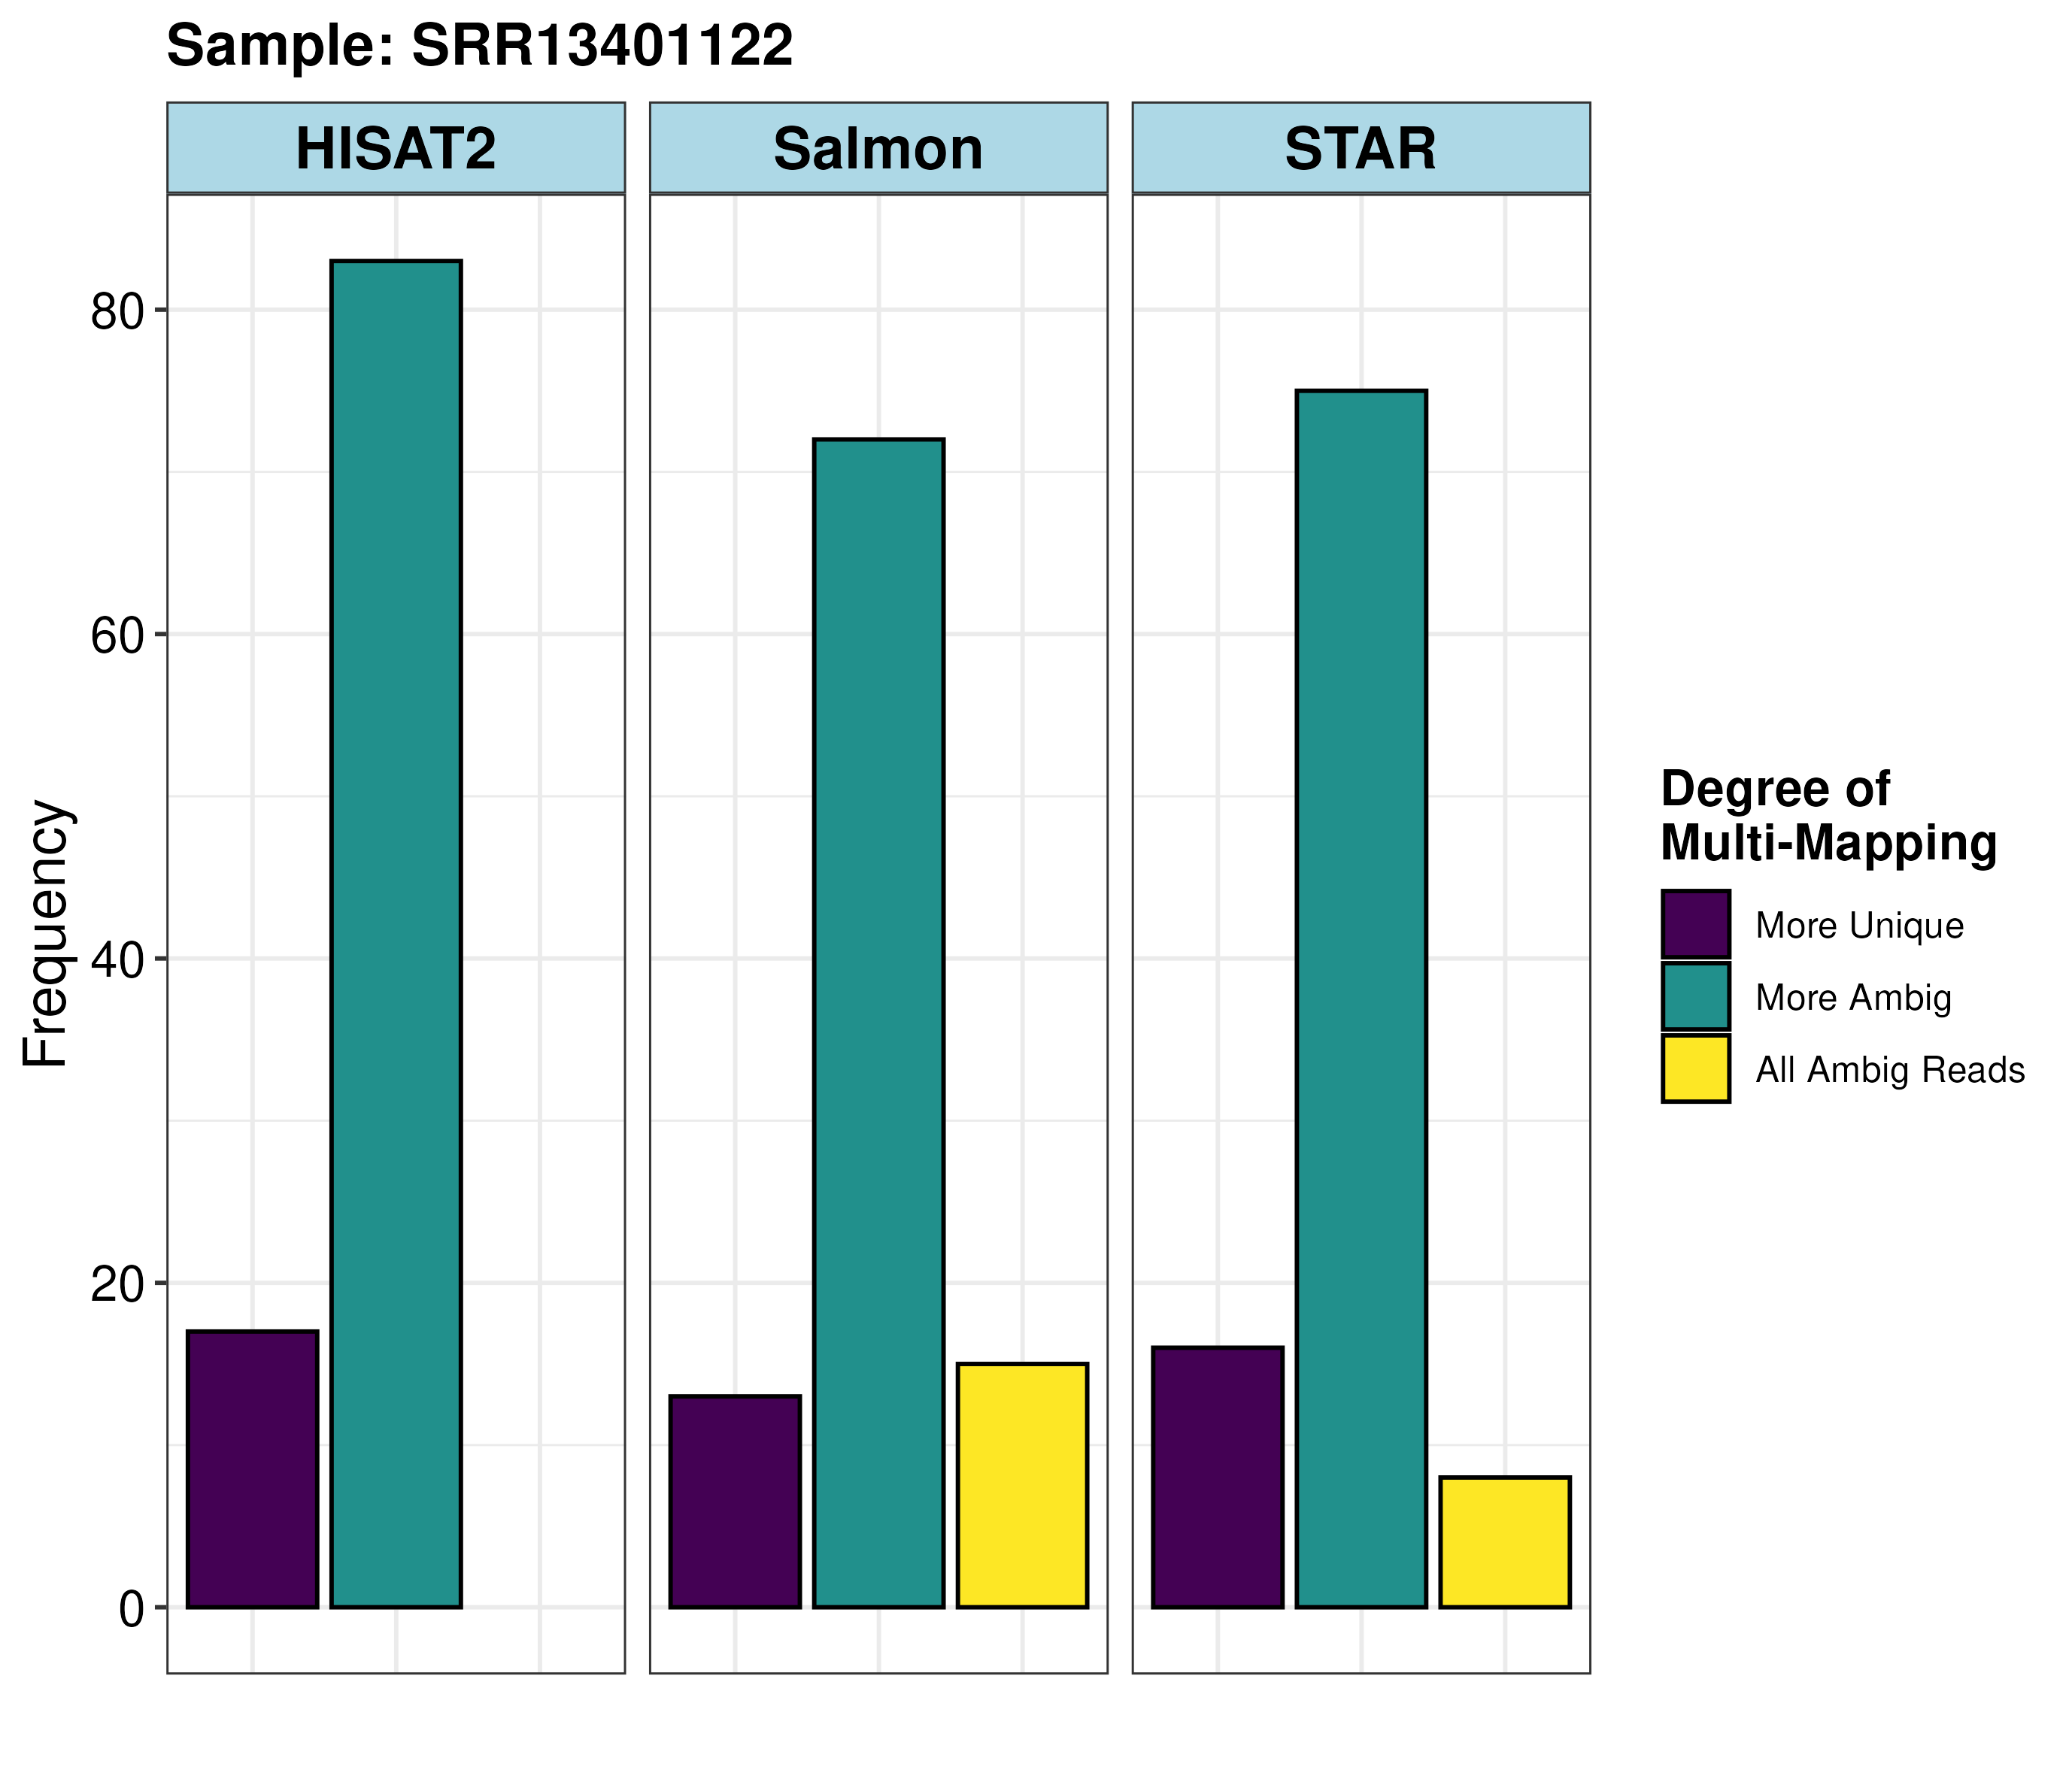 Sample: SRR13401122
HISAT2
Salmon
STAR
80
60
40
20
0
Frequency
Degree of
Multi-Mapping
More Unique
More Ambig
All Ambig Reads